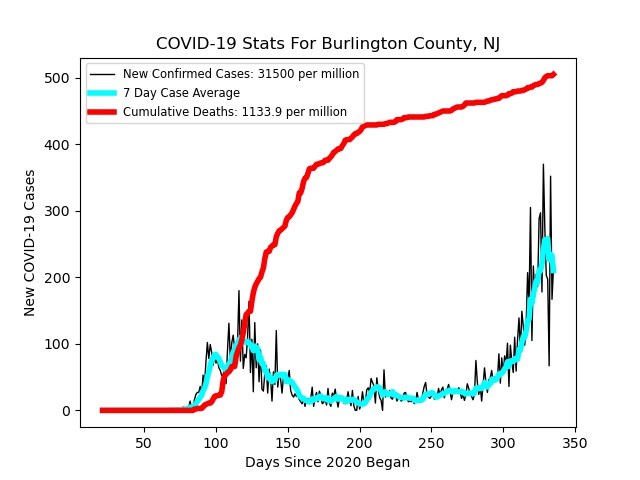 COVID-19 Stats For Burlington County, NJ
New Confirmed Cases: 31500 per million
7 Day Case Average
Cumulative Deaths: 1133.9 per million
New COVID-19 Cases
500
400
300
200
100
0
50 100 150 200 250 300 350
Days Since 2020 Began